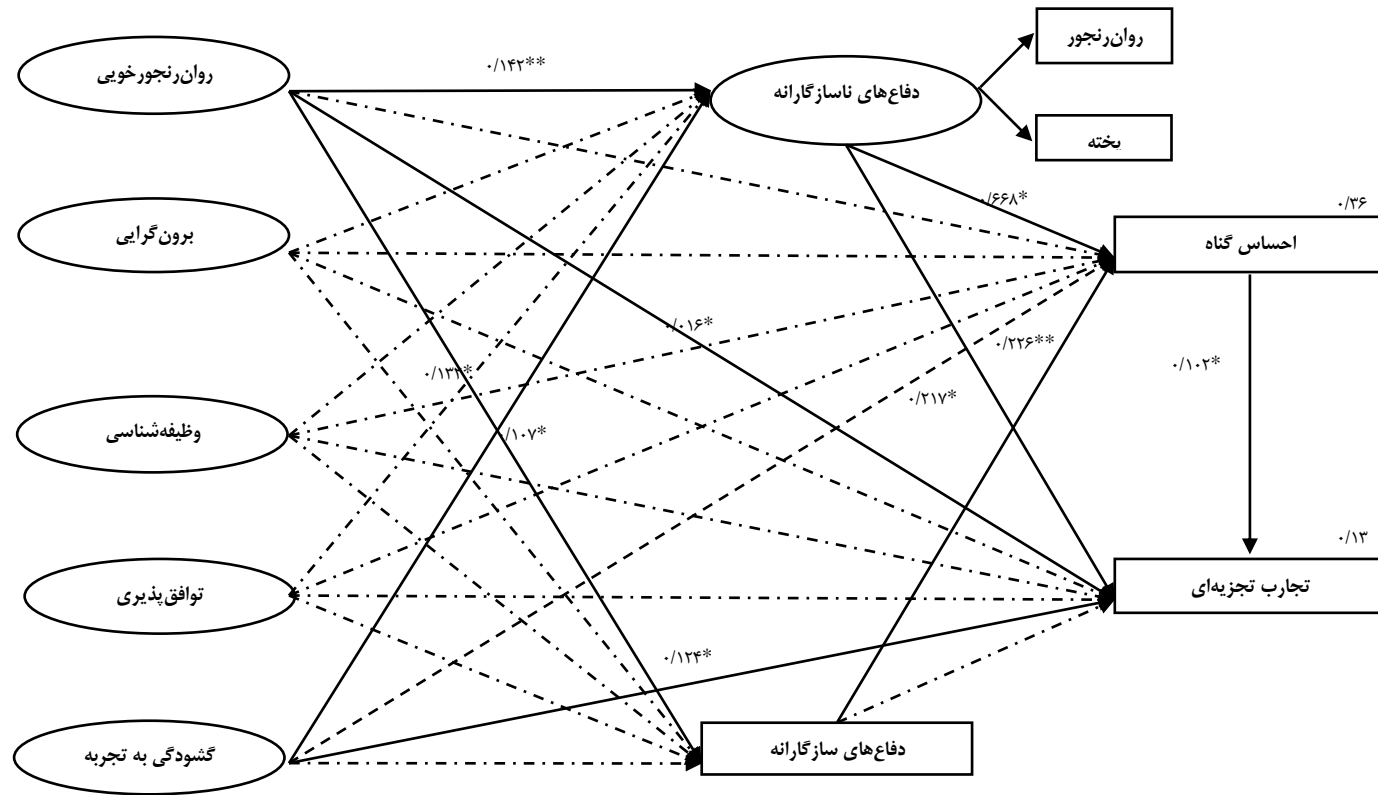 روان‌رنجورخویی
۰/۱۴۲**
دفاع‌های ناسازگارانه
روان‌رنجور
پخته
برون‌گرایی
۰/۶۶۸*
۰/۳۶
احساس گناه
۰/۰۱۶*
۰/۲۲۶**
۰/۱۳۲*
۰/۲۱۷*
۰/۱۰۲*
وظیفه‌شناسی
۰/۱۰۷*
۰/۱۳
توافق‌پذیری
تجارب تجزیه‌ای
۰/۱۲۴*
گشودگی به تجربه
دفاع‌های سازگارانه